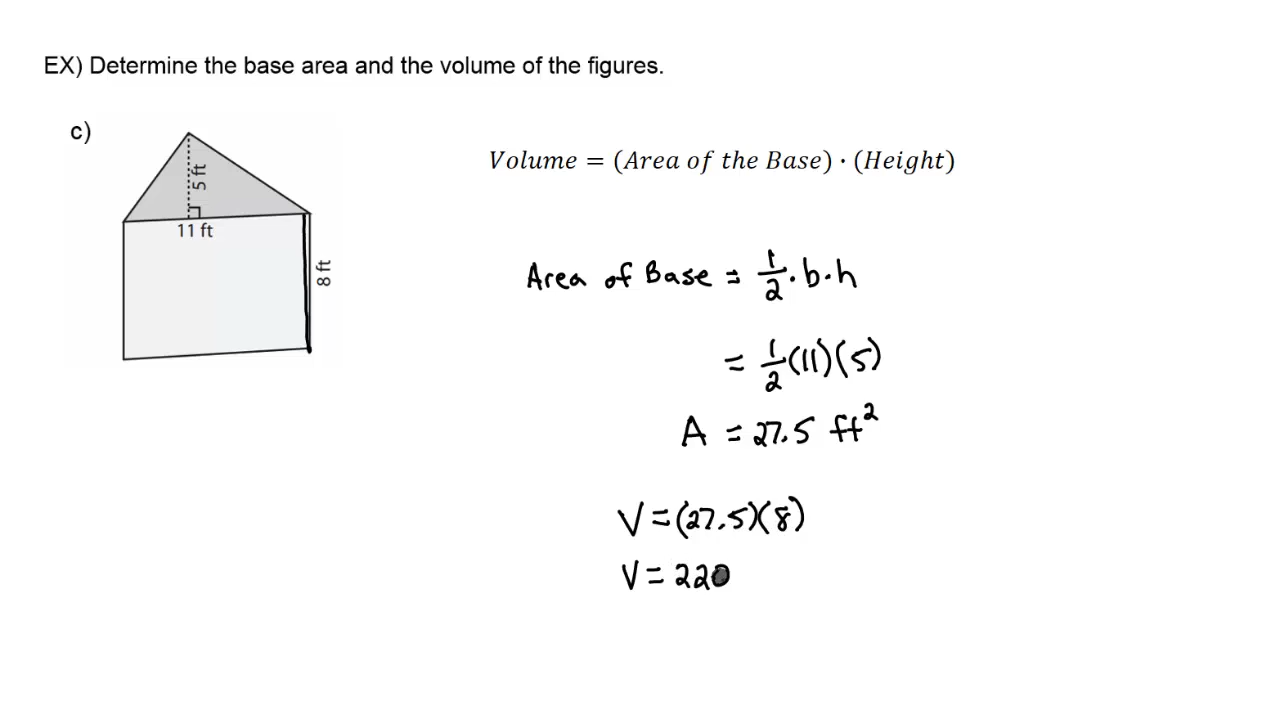 EX) Determine the base area and the volume of the figures.
c)
5 ft
11 ft
8 ft
Volume = (Area of the Base) · (Height)
Area of Base = 1/2 · b · h
= 1/2 (11)(5)
A = 27.5 ft²
V = (27.5)(8)
V = 220